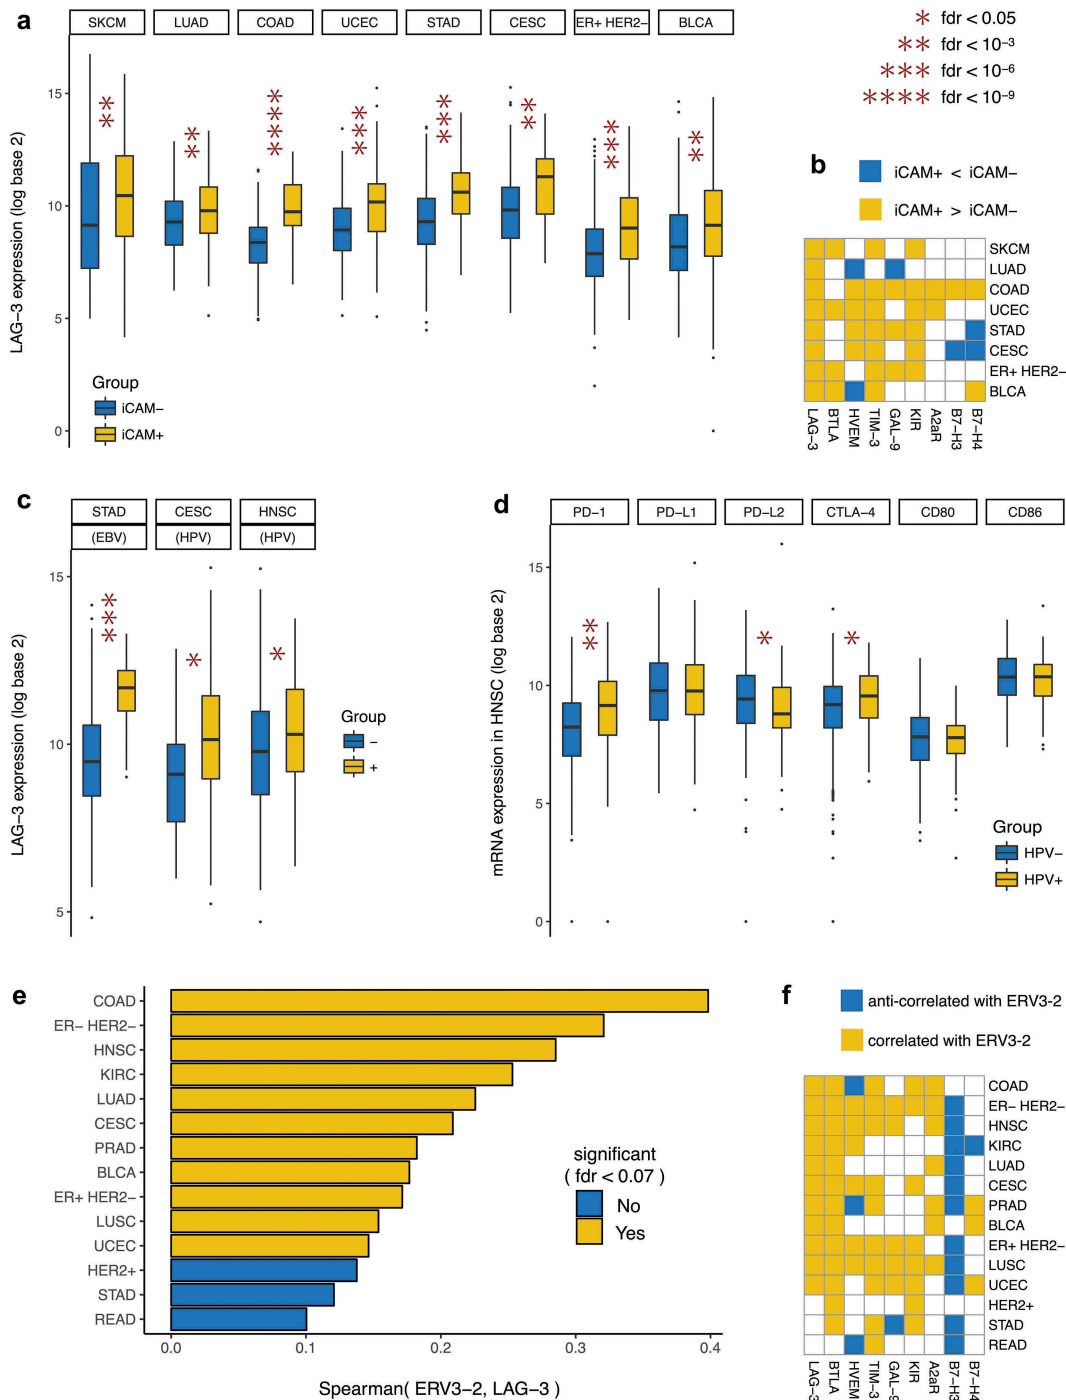 a
SKCM LUAD COAD UCEC STAD CESC ER+ HER2− BLCA
* fdr < 0.05
** fdr < 10−3
*** fdr < 10−6
**** fdr < 10−9
LAG−3 expression (log base 2)
15
10
5
0
** ** **** *** *** ** *** **
Group
iCAM−
iCAM+
b
iCAM+ < iCAM−
iCAM+ > iCAM−
SKCM
LUAD
COAD
UCEC
STAD
CESC
ER+ HER2−
BLCA
LAG−3 BTLA HVEM TIM−3 GAL−9 KIR A2aR B7−H3 B7−H4
c
STAD CESC HNSC
(EBV) (HPV) (HPV)
LAG−3 expression (log base 2)
15
10
5
*** * *
Group
−
+
d
PD−1 PD−L1 PD−L2 CTLA−4 CD80 CD86
mRNA expression in HNSC (log base 2)
15
10
5
0
** * *
Group
HPV−
HPV+
e
COAD
ER− HER2−
HNSC
KIRC
LUAD
CESC
PRAD
BLCA
ER+ HER2−
LUSC
UCEC
HER2+
STAD
READ
0.0 0.1 0.2 0.3 0.4
Spearman( ERV3−2, LAG−3 )
significant
( fdr < 0.07 )
No
Yes
f
anti-correlated with ERV3-2
correlated with ERV3-2
COAD
ER− HER2−
HNSC
KIRC
LUAD
CESC
PRAD
BLCA
ER+ HER2−
LUSC
UCEC
HER2+
STAD
READ
LAG−3 BTLA HVEM TIM−3 GAL−9 KIR A2aR B7−H3 B7−H4